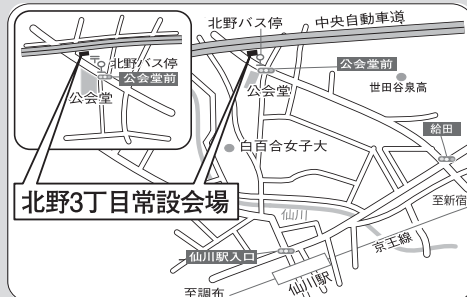 北野バス停
中央自動車道
北野バス停
公会堂前
公会堂
公会堂前
公会堂
世田谷泉高
給田
白百合女子大
北野3丁目常設会場
至新宿
仙川
京王線
仙川駅入口
仙川駅
至調布